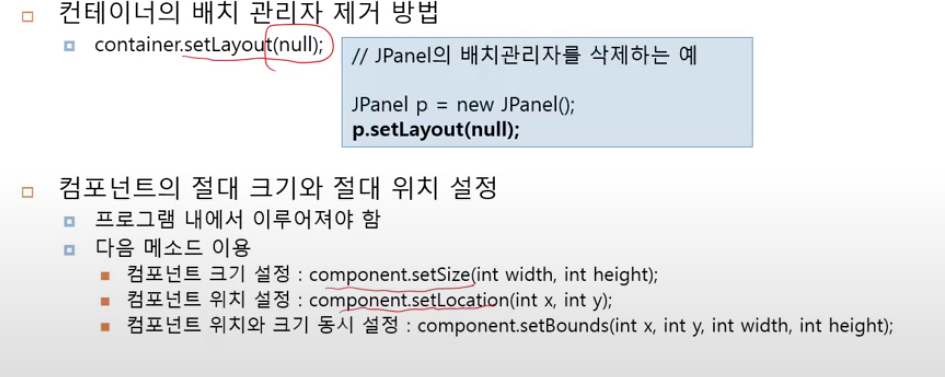 컨테이너의 배치 관리자 제거 방법
container.setLayout(null);
// JPanel의 배치관리자를 삭제하는 예
JPanel p = new JPanel();
p.setLayout(null);
컴포넌트의 절대 크기와 절대 위치 설정
프로그램 내에서 이루어져야 함
다음 메소드 이용
컴포넌트 크기 설정 : component.setSize(int width, int height);
컴포넌트 위치 설정 : component.setLocation(int x, int y);
컴포넌트 위치와 크기 동시 설정 : component.setBounds(int x, int y, int width, int height);